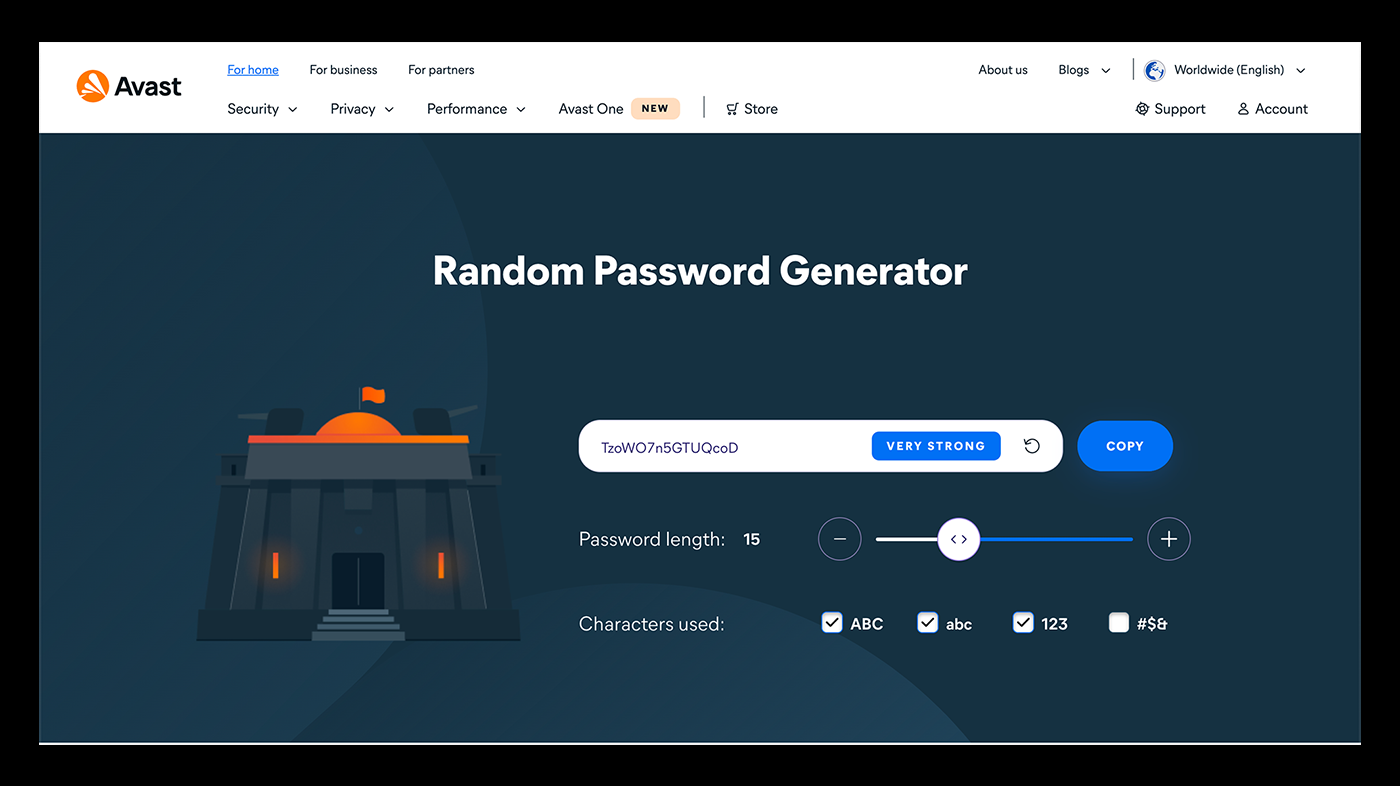 For home For business For partners About us Blogs Worldwide (English)
Avast
Security Privacy Performance Avast One NEW Store Support Account
Random Password Generator
TzoWO7n5GTUQcoD VERY STRONG COPY
Password length: 15
Characters used: ABC abc 123 #$&